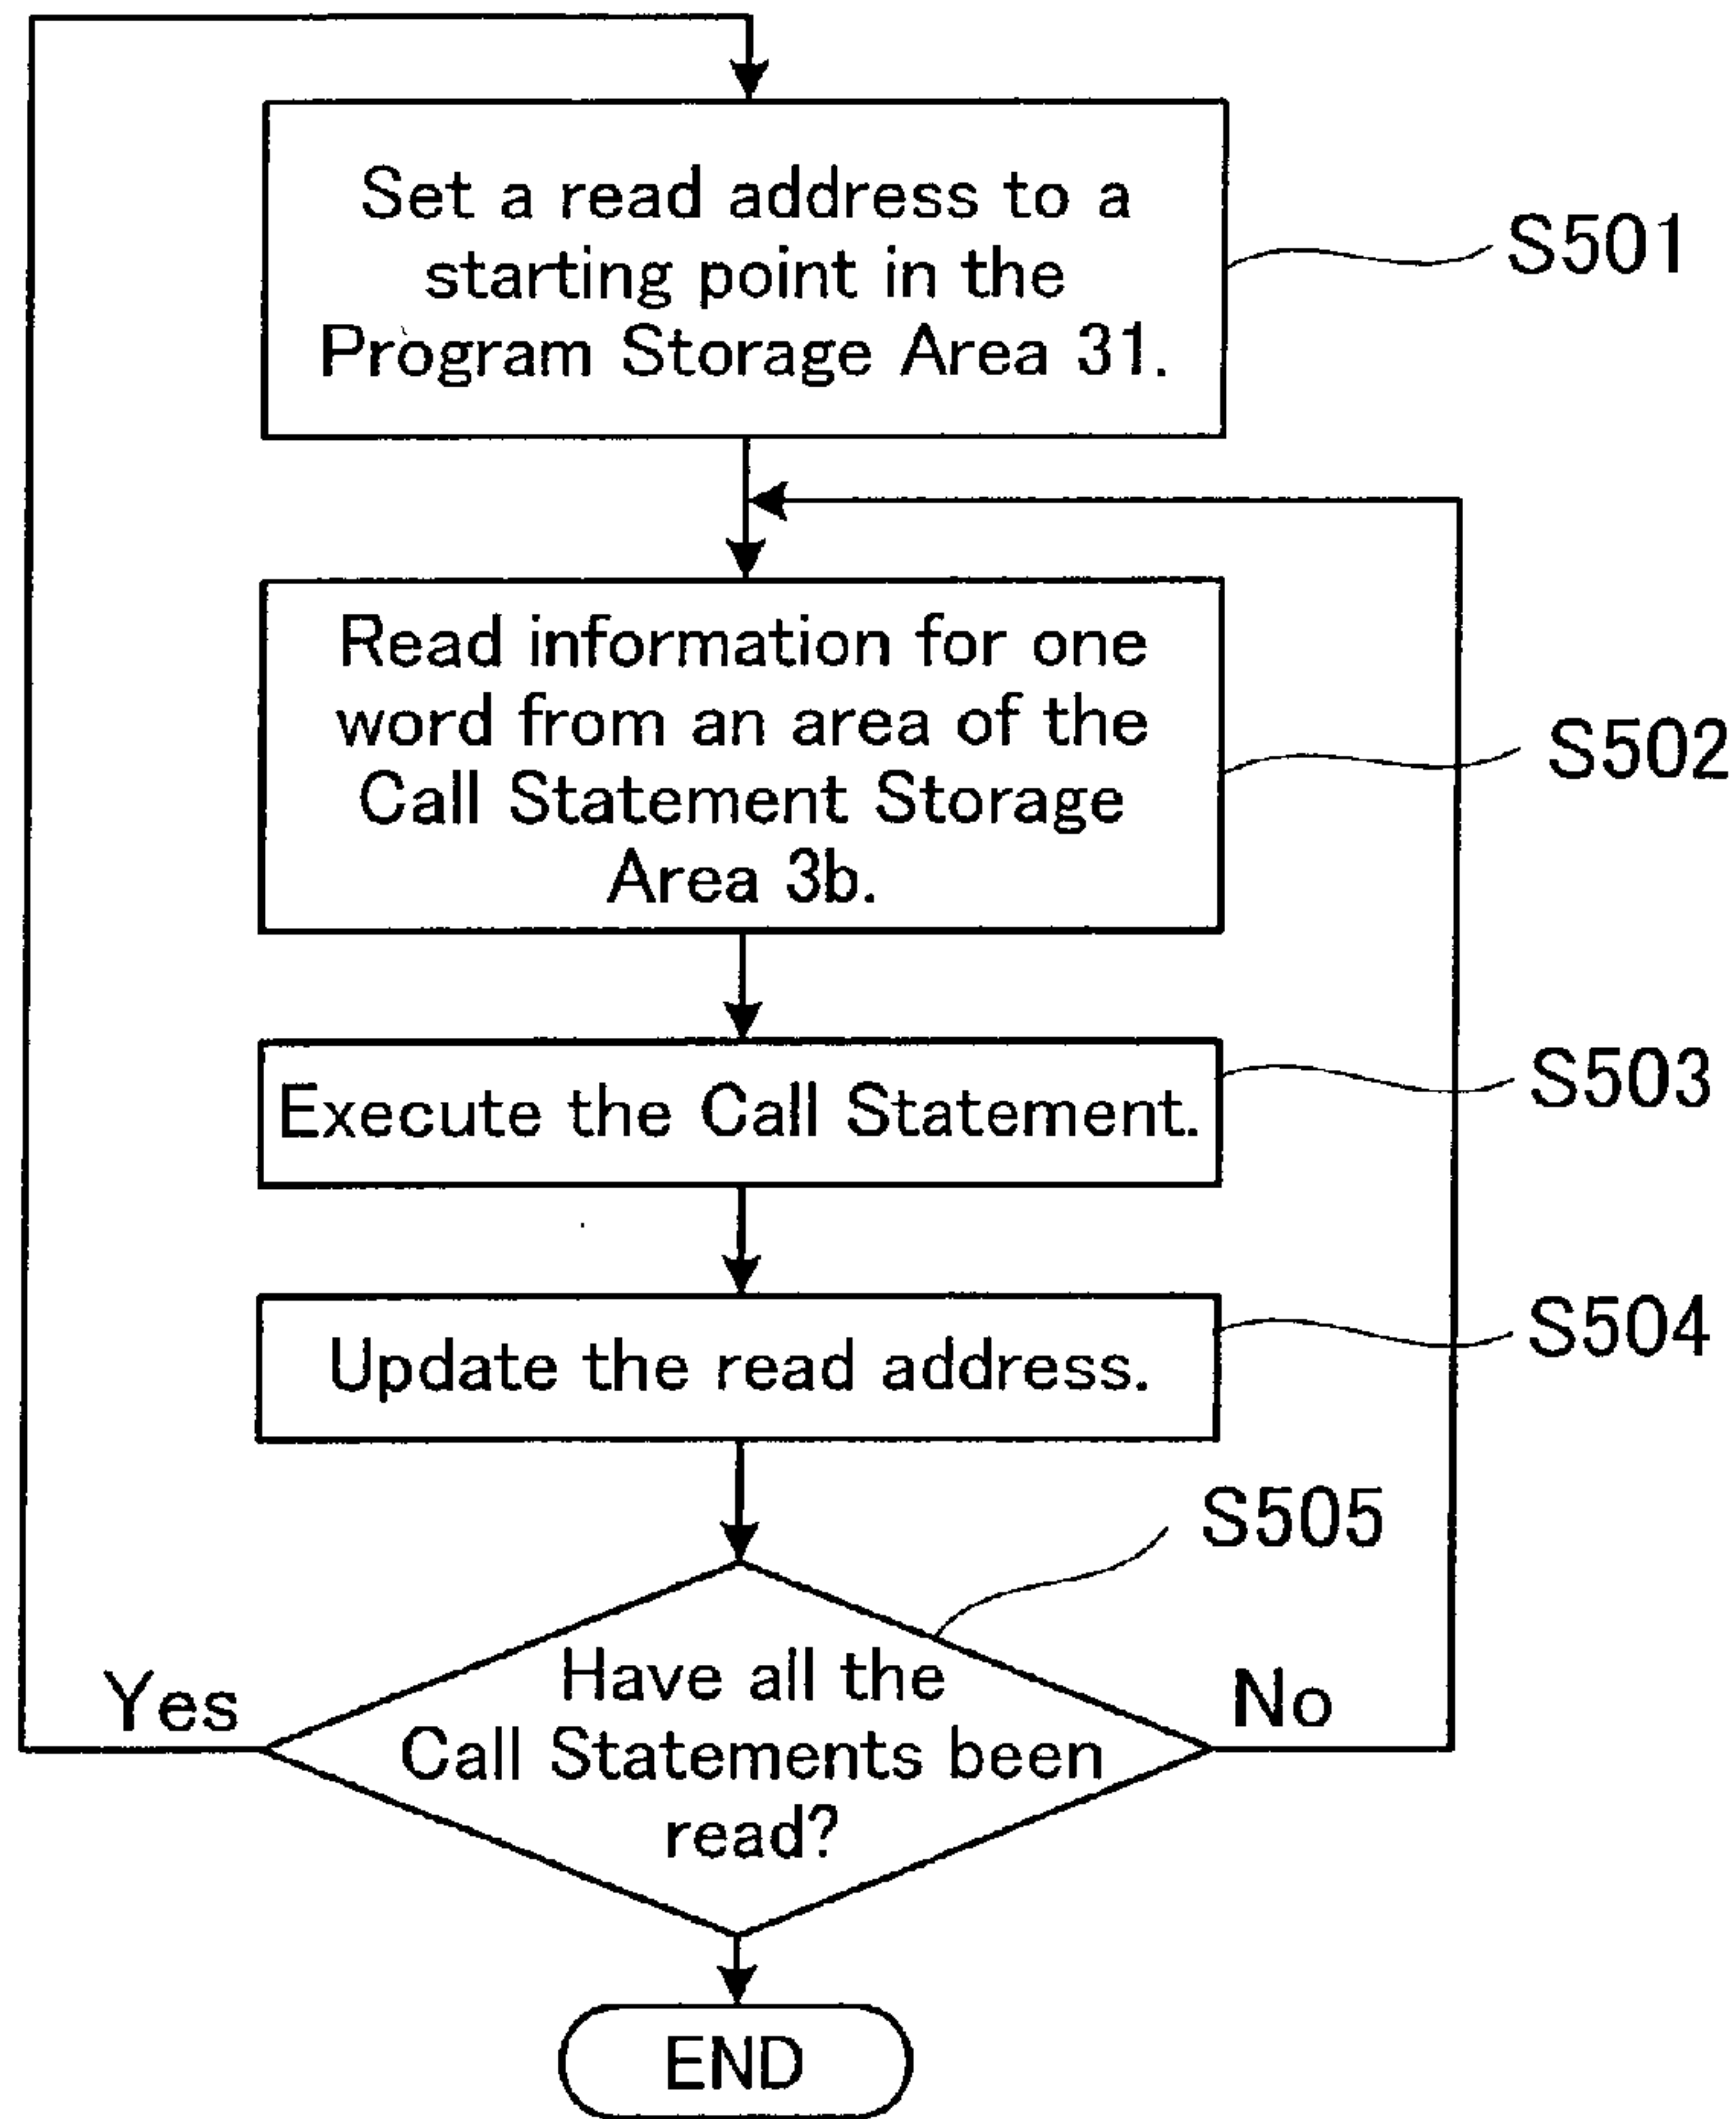 Set a read address to a
starting point in the
Program Storage Area 31.
S501
Read information for one
word from an area of the
Call Statement Storage
Area 3b.
S502
Execute the Call Statement.
S503
Update the read address.
S504
S505
Have all the
Call Statements been
read?
Yes
No
END